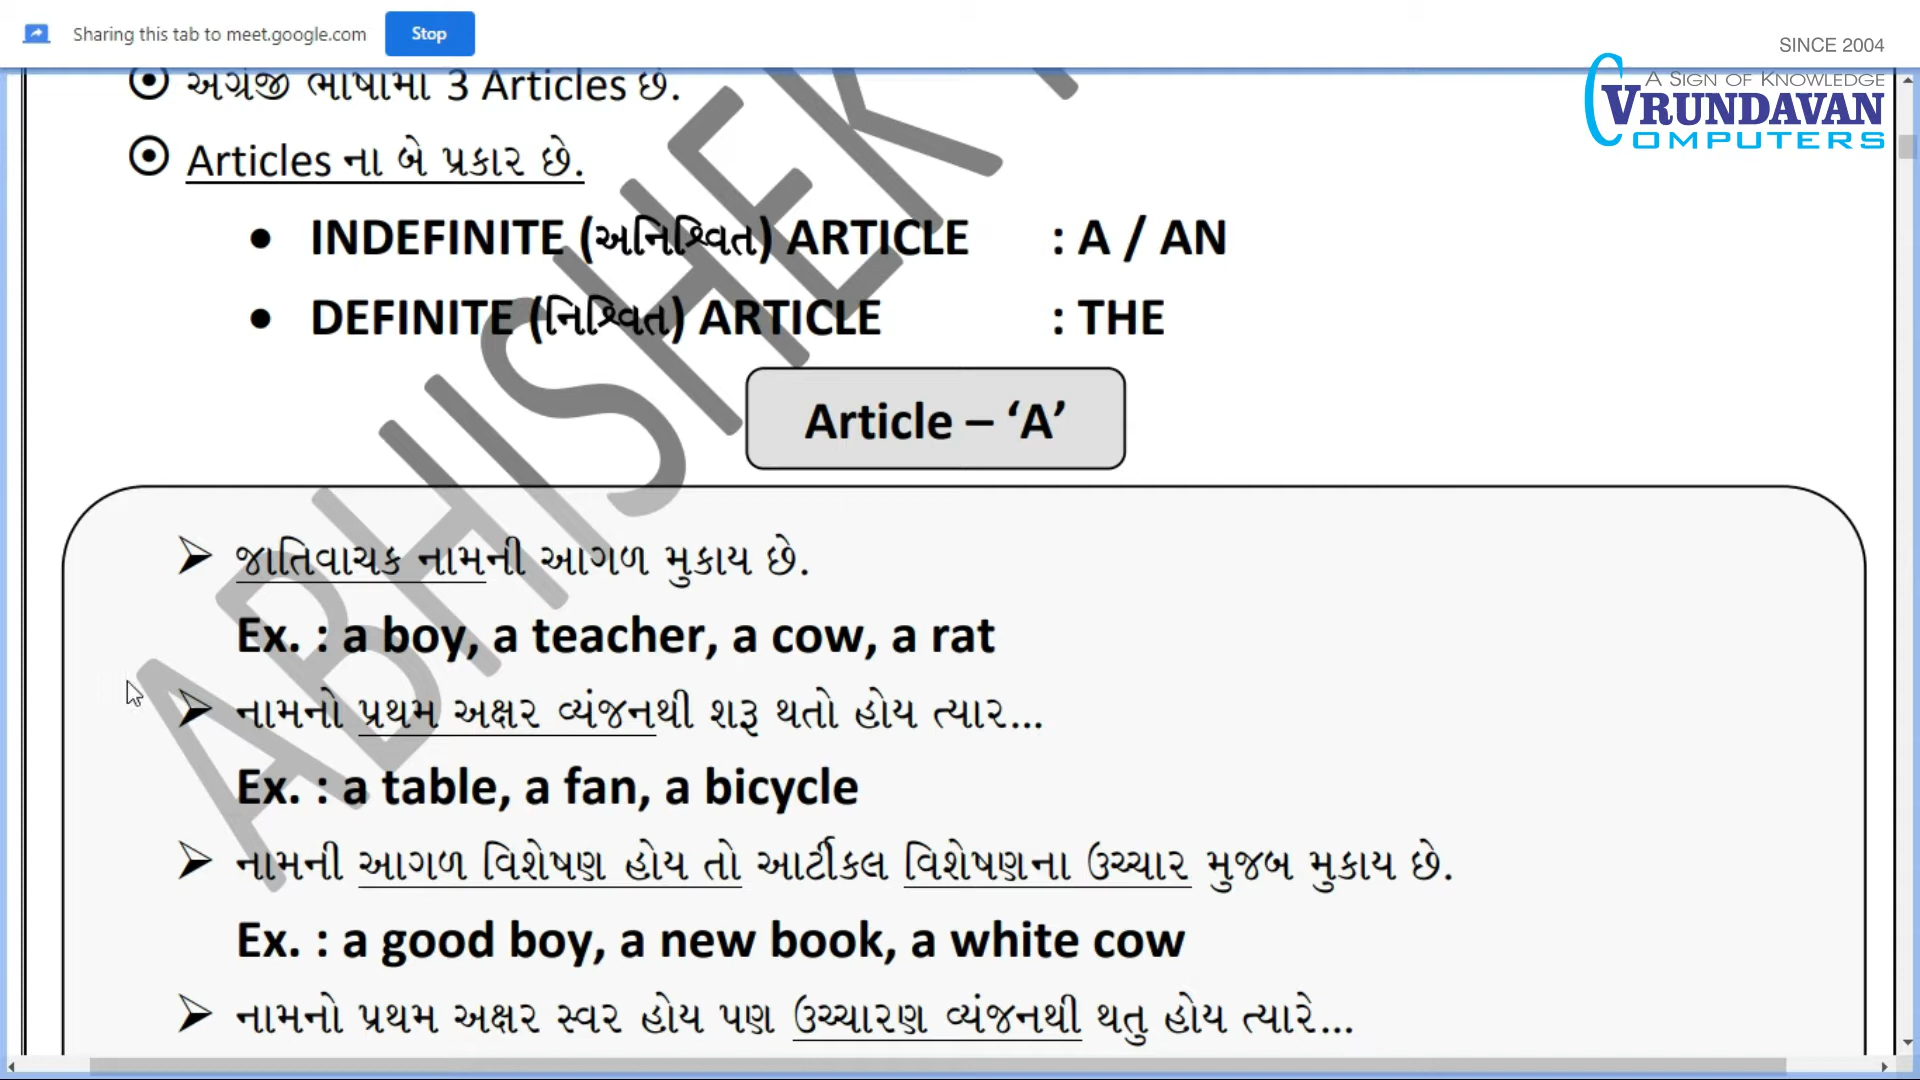 Sharing this tab to meet.google.com Stop
SINCE 2004
A SIGN OF KNOWLEDGE
VRUNDAVAN
COMPUTERS
અંગ્રેજી ભાષામાં 3 Articles છે.
Articles ના બે પ્રકાર છે.
INDEFINITE (અનિશ્ચિત) ARTICLE : A / AN
DEFINITE (નિશ્ચિત) ARTICLE : THE
Article – ‘A’
જાતિવાચક નામની આગળ મુકાય છે.
Ex. : a boy, a teacher, a cow, a rat
નામનો પ્રથમ અક્ષર વ્યંજનથી શરૂ થતો હોય ત્યાર...
Ex. : a table, a fan, a bicycle
નામની આગળ વિશેષણ હોય તો આર્ટીકલ વિશેષણના ઉચ્ચાર મુજબ મુકાય છે.
Ex. : a good boy, a new book, a white cow
નામનો પ્રથમ અક્ષર સ્વર હોય પણ ઉચ્ચારણ વ્યંજનથી થતુ હોય ત્યારે...
ABHISHEK